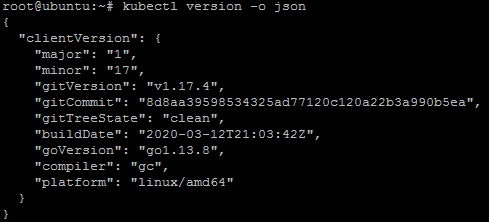 root@ubuntu:~# kubectl version -o json
{
  "clientVersion": {
    "major": "1",
    "minor": "17",
    "gitVersion": "v1.17.4",
    "gitCommit": "8d8aa39598534325ad77120c120a22b3a990b5ea",
    "gitTreeState": "clean",
    "buildDate": "2020-03-12T21:03:42Z",
    "goVersion": "go1.13.8",
    "compiler": "gc",
    "platform": "linux/amd64"
  }
}